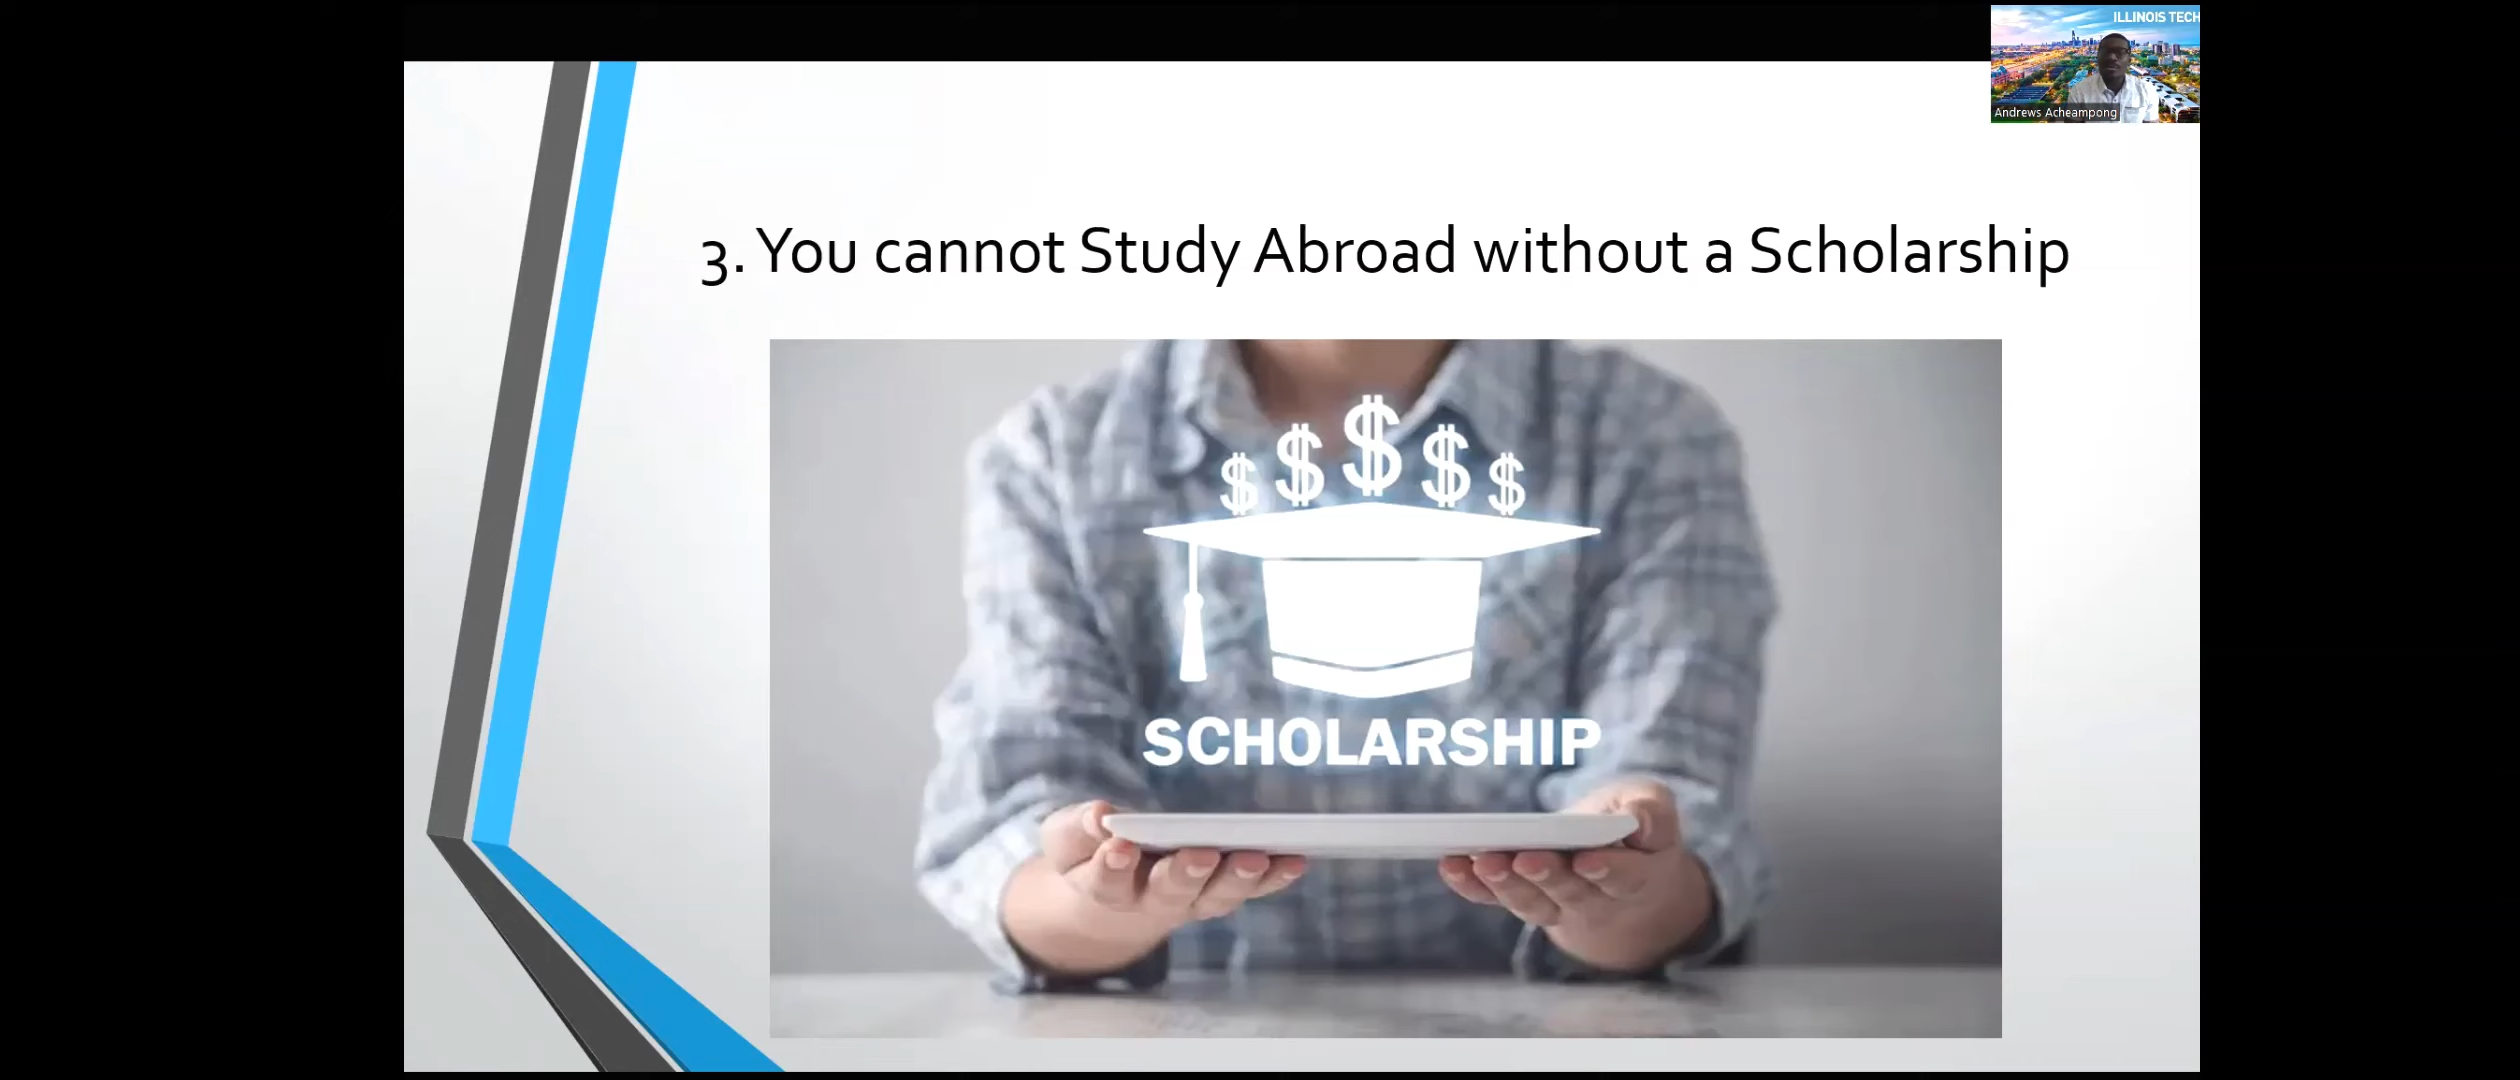 ILLINOIS TECH
Andrews Acheampong
3. You cannot Study Abroad without a Scholarship
$ $ $ $ $
SCHOLARSHIP